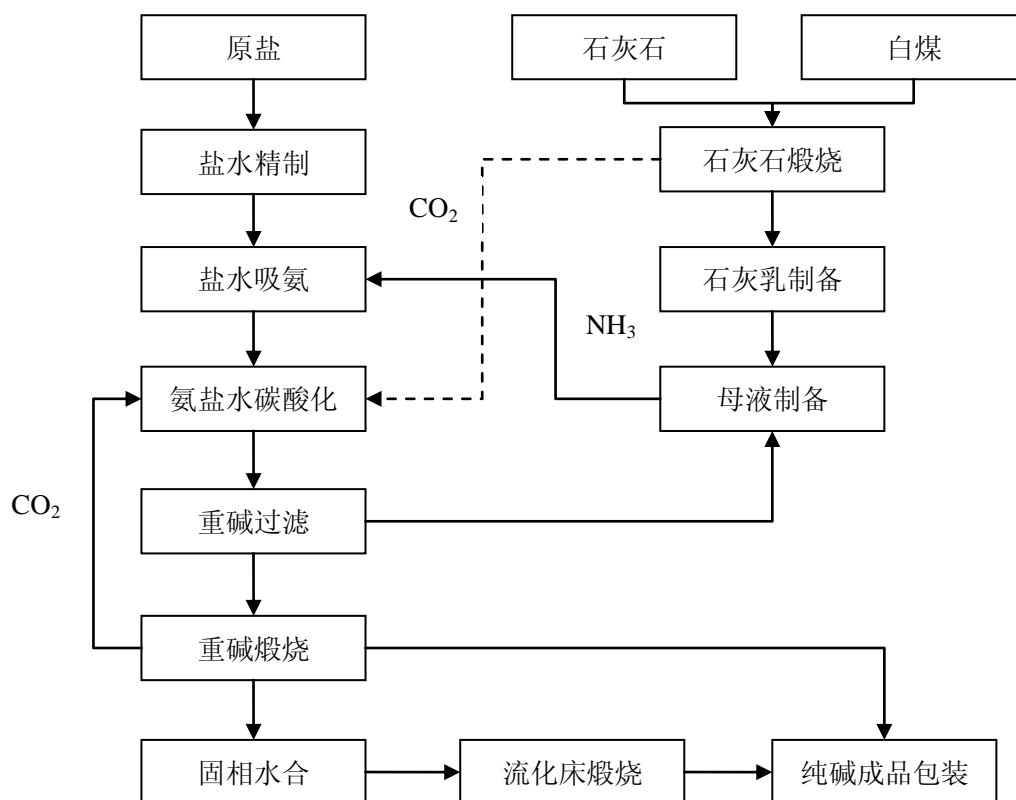 原盐
石灰石
白煤
盐水精制
石灰石煅烧
CO₂
盐水吸氨
石灰乳制备
NH₃
氨盐水碳酸化
母液制备
CO₂
重碱过滤
重碱煅烧
固相水合
流化床煅烧
纯碱成品包装